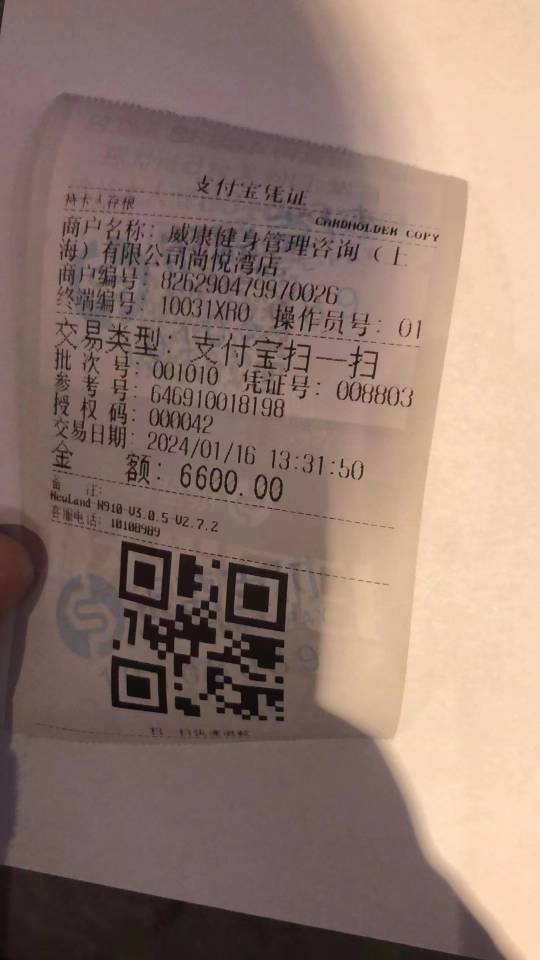 支付宝凭证
持卡人存根
CARDHOLDER COPY
商户名称：威康健身管理咨询（上
海）有限公司尚悦湾店
商户编号：826290479970026
终端编号：10031XR0 操作员号：01
交易类型：支付宝扫一扫
批次号：001010 凭证号：008803
参考号：646910018198
授权码：000042
交易日期：2024/01/16 13:31:50
金额：6600.00
备注：
NewLand-N910-V3.0.5-V2.7.2
客服电话：10108989